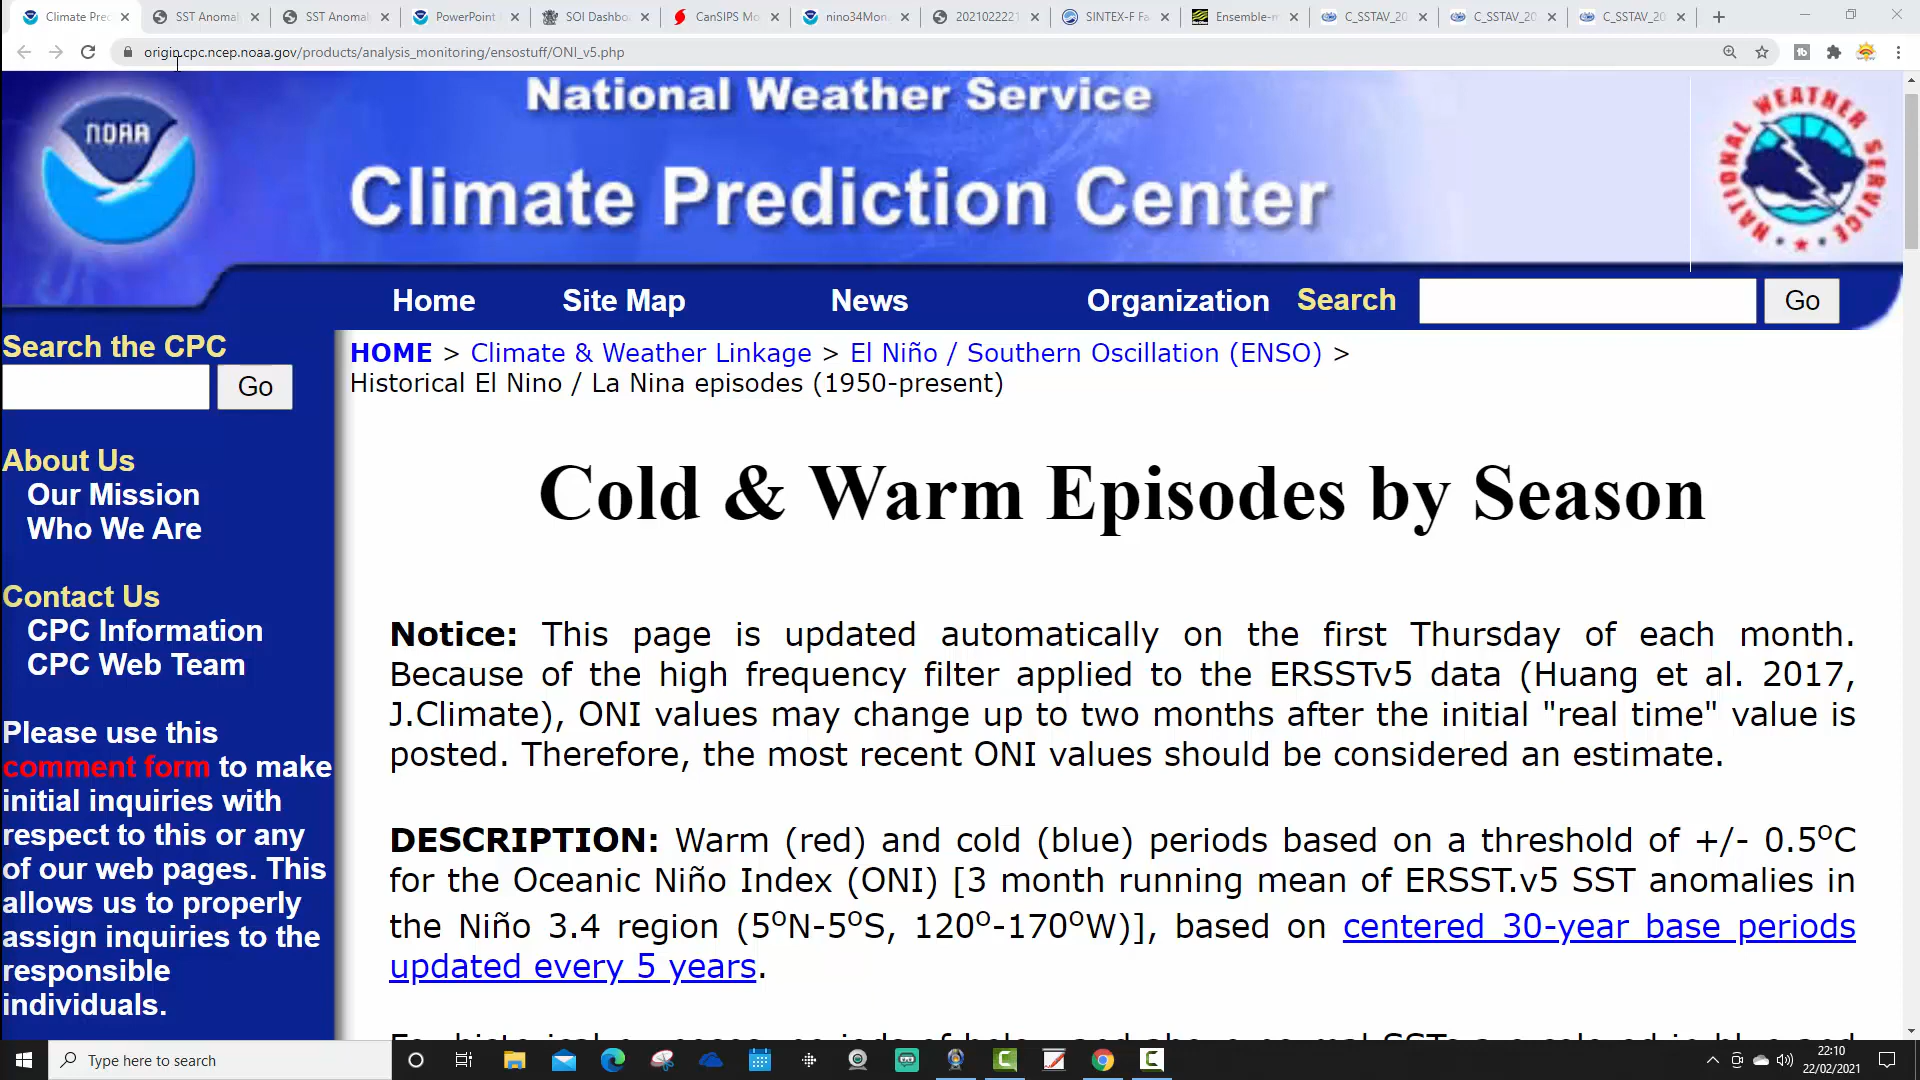 Climate Prec
SST Anomal
SST Anomal
PowerPoint
SOI Dashbo
CanSIPS Mo
nino34Mon
2021022221
SINTEX-F Fa
Ensemble-m
C_SSTAV_20
C_SSTAV_20
C_SSTAV_20
origin.cpc.ncep.noaa.gov/products/analysis_monitoring/ensostuff/ONI_v5.php
NOAA
National Weather Service
Climate Prediction Center
NATIONAL WEATHER SERVICE
Home Site Map News Organization Search Go
Search the CPC
Go
About Us
Our Mission
Who We Are
Contact Us
CPC Information
CPC Web Team
Please use this
comment form to make
initial inquiries with
respect to this or any
of our web pages. This
allows us to properly
assign inquiries to the
responsible
individuals.
HOME > Climate & Weather Linkage > El Niño / Southern Oscillation (ENSO) >
Historical El Nino / La Nina episodes (1950-present)
Cold & Warm Episodes by Season
Notice: This page is updated automatically on the first Thursday of each month.
Because of the high frequency filter applied to the ERSSTv5 data (Huang et al. 2017,
J.Climate), ONI values may change up to two months after the initial "real time" value is
posted. Therefore, the most recent ONI values should be considered an estimate.
DESCRIPTION: Warm (red) and cold (blue) periods based on a threshold of +/- 0.5ºC
for the Oceanic Niño Index (ONI) [3 month running mean of ERSST.v5 SST anomalies in
the Niño 3.4 region (5ºN-5ºS, 120º-170ºW)], based on centered 30-year base periods
updated every 5 years.
Type here to search
22:10
22/02/2021